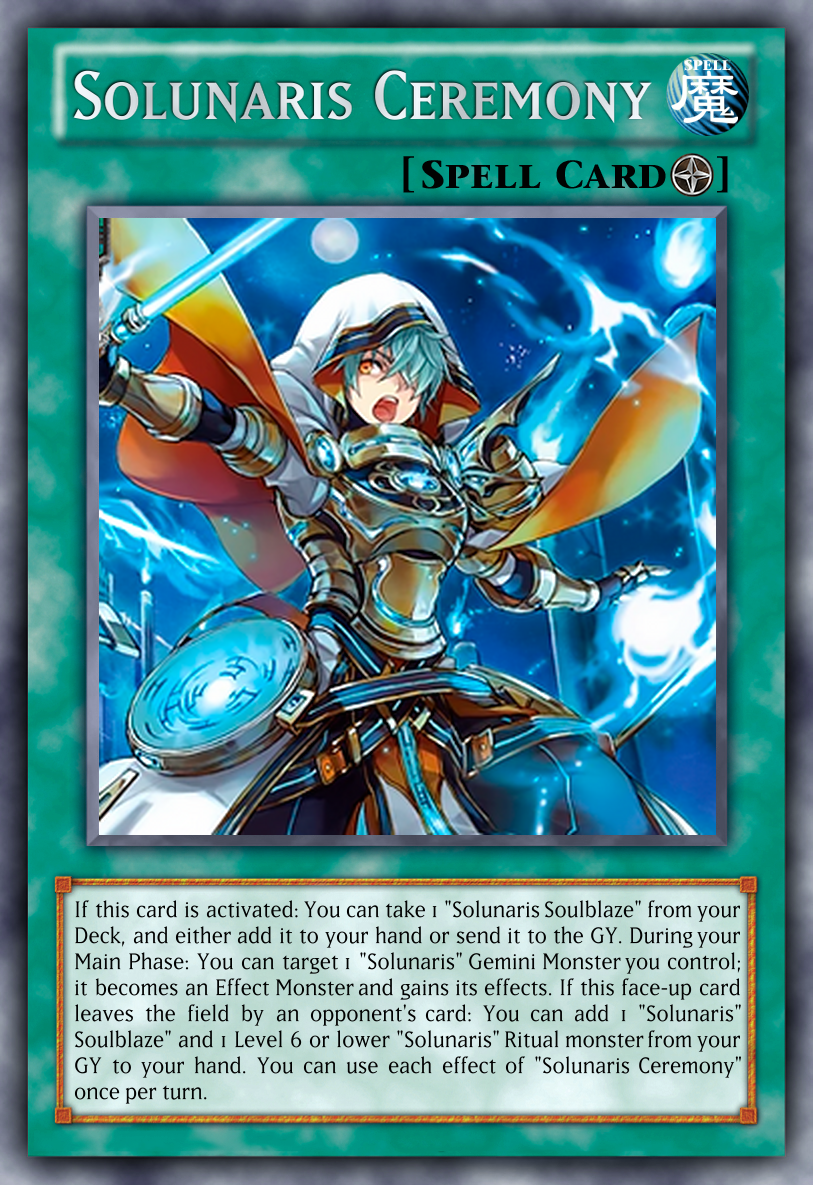 Solunaris Ceremony
SPELL
魔
[Spell Card]
If this card is activated: You can take 1 "Solunaris Soulblaze" from your
Deck, and either add it to your hand or send it to the GY. During your
Main Phase: You can target 1 "Solunaris" Gemini Monster you control;
it becomes an Effect Monster and gains its effects. If this face-up card
leaves the field by an opponent's card: You can add 1 "Solunaris"
Soulblaze" and 1 Level 6 or lower "Solunaris" Ritual monster from your
GY to your hand. You can use each effect of "Solunaris Ceremony"
once per turn.